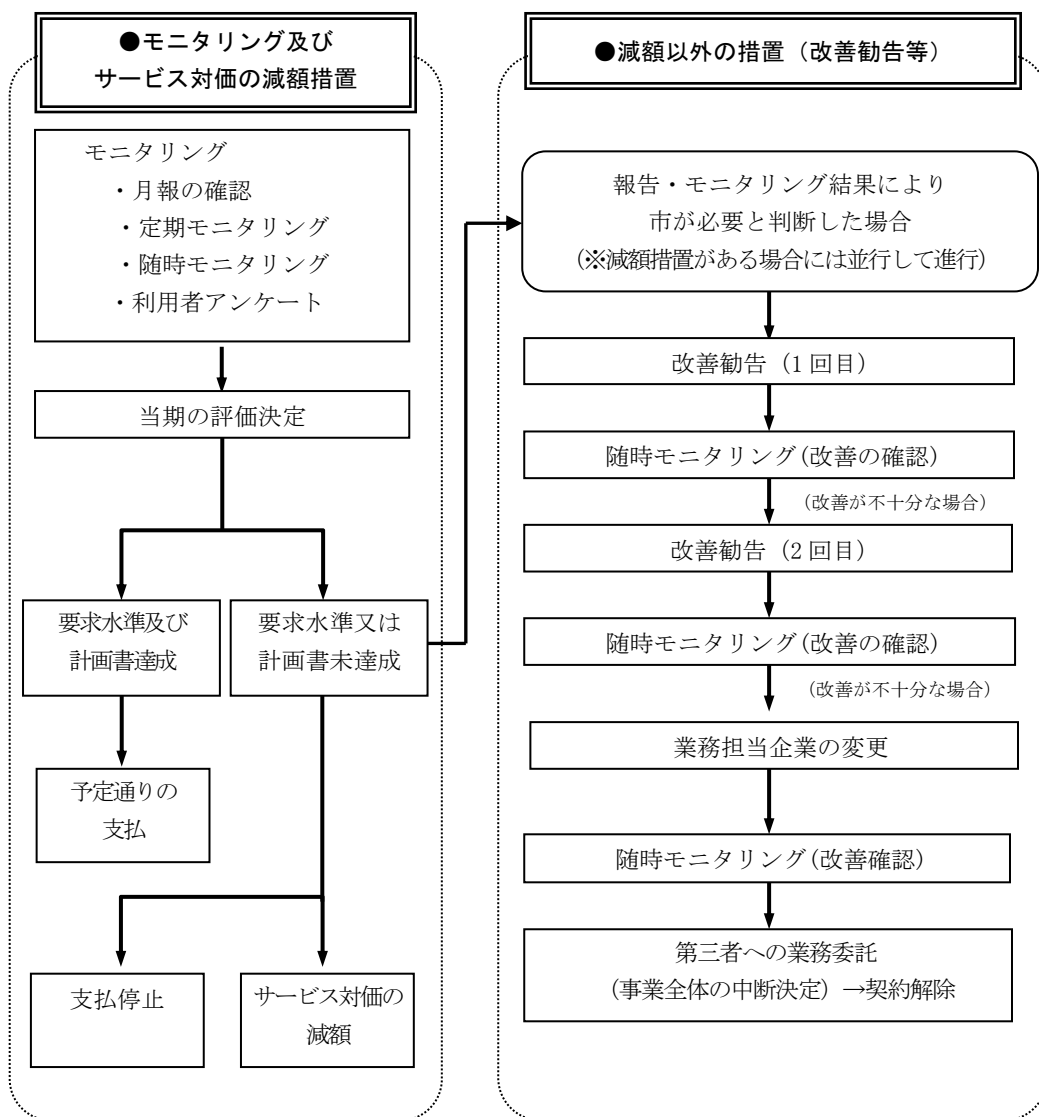 ●モニタリング及び
サービス対価の減額措置
モニタリング
・月報の確認
・定期モニタリング
・随時モニタリング
・利用者アンケート
当期の評価決定
要求水準及び
計画書達成
要求水準又は
計画書未達成
予定通りの
支払
支払停止
サービス対価の
減額
●減額以外の措置（改善勧告等）
報告・モニタリング結果により
市が必要と判断した場合
(※減額措置がある場合には並行して進行)
改善勧告（1 回目）
随時モニタリング(改善の確認)
（改善が不十分な場合）
改善勧告（2 回目）
随時モニタリング(改善の確認)
（改善が不十分な場合）
業務担当企業の変更
随時モニタリング(改善確認)
第三者への業務委託
（事業全体の中断決定）→契約解除